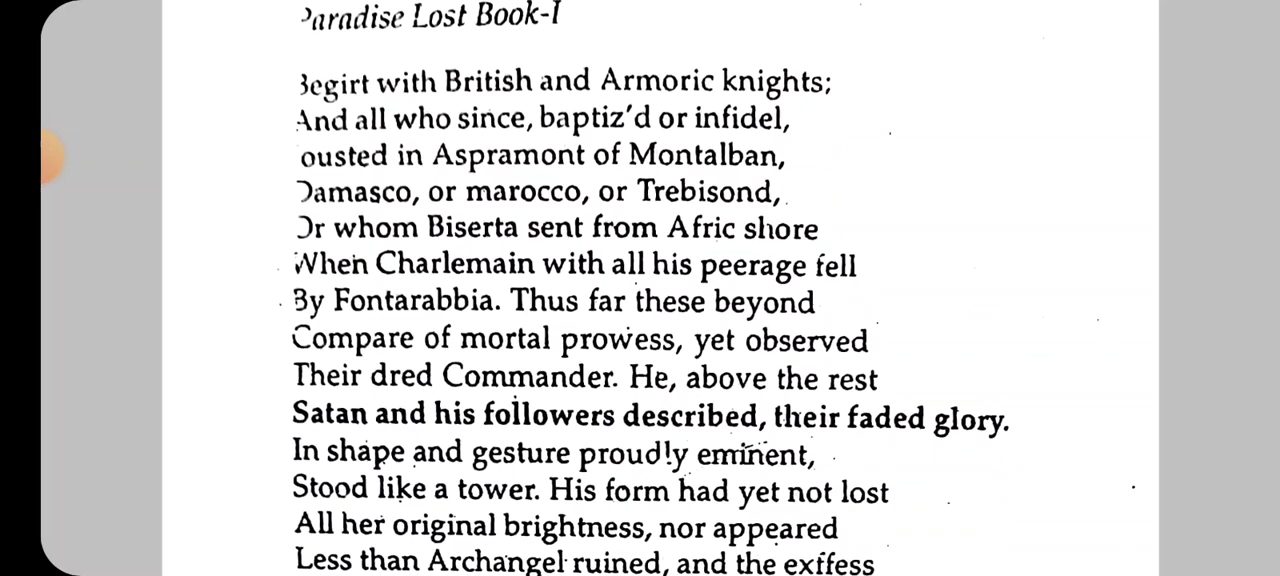 Paradise Lost Book-I
Begirt with British and Armoric knights;
And all who since, baptiz'd or infidel,
ousted in Aspramont of Montalban,
Damasco, or marocco, or Trebisond,
Or whom Biserta sent from Afric shore
When Charlemain with all his peerage fell
By Fontarabbia. Thus far these beyond
Compare of mortal prowess, yet observed
Their dred Commander. He, above the rest
Satan and his followers described, their faded glory.
In shape and gesture proudly eminent,
Stood like a tower. His form had yet not lost
All her original brightness, nor appeared
Less than Archangel ruined, and the exffess